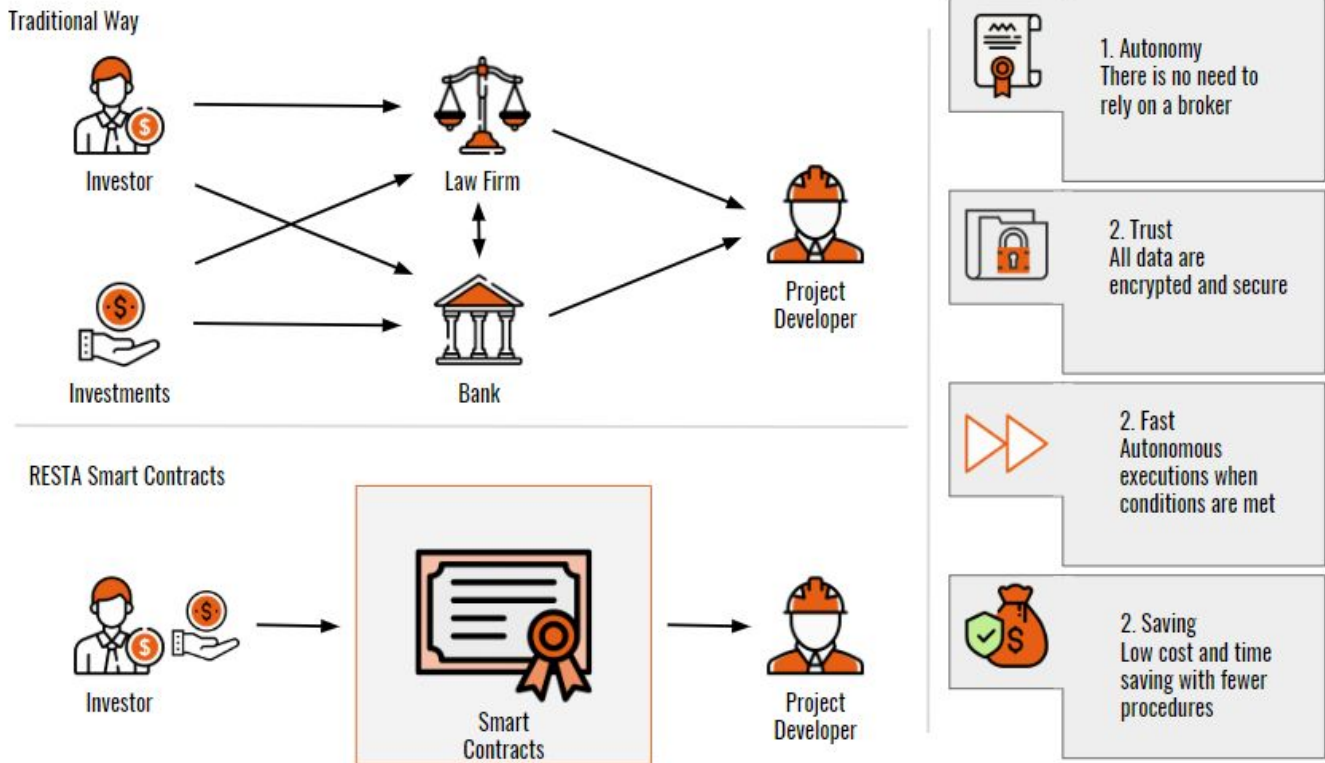 Traditional Way
Investor
Law Firm
Investments
Bank
Project
Developer
RESTA Smart Contracts
Investor
Smart
Contracts
Project
Developer
1. Autonomy
There is no need to
rely on a broker
2. Trust
All data are
encrypted and secure
2. Fast
Autonomous
executions when
conditions are met
2. Saving
Low cost and time
saving with fewer
procedures